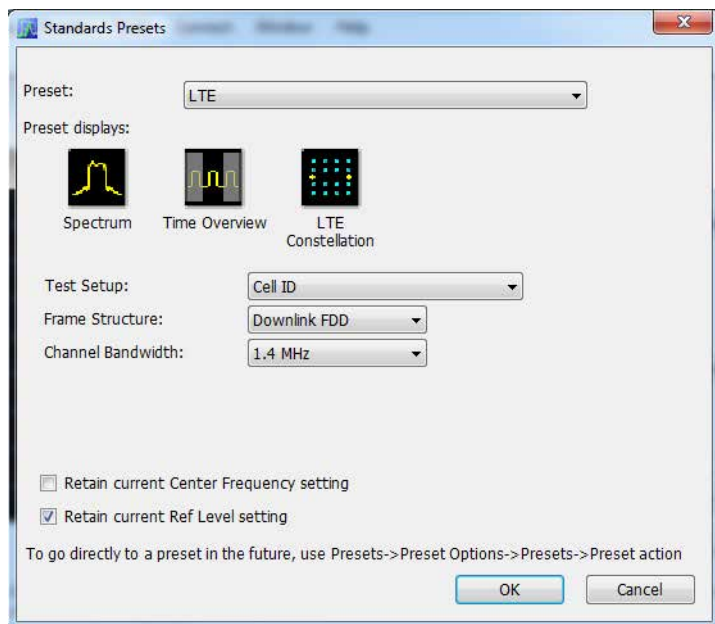 Standards Presets
Preset: LTE
Preset displays:
Spectrum Time Overview LTE Constellation
Test Setup: Cell ID
Frame Structure: Downlink FDD
Channel Bandwidth: 1.4 MHz
Retain current Center Frequency setting
Retain current Ref Level setting
To go directly to a preset in the future, use Presets->Preset Options->Presets->Preset action
OK Cancel